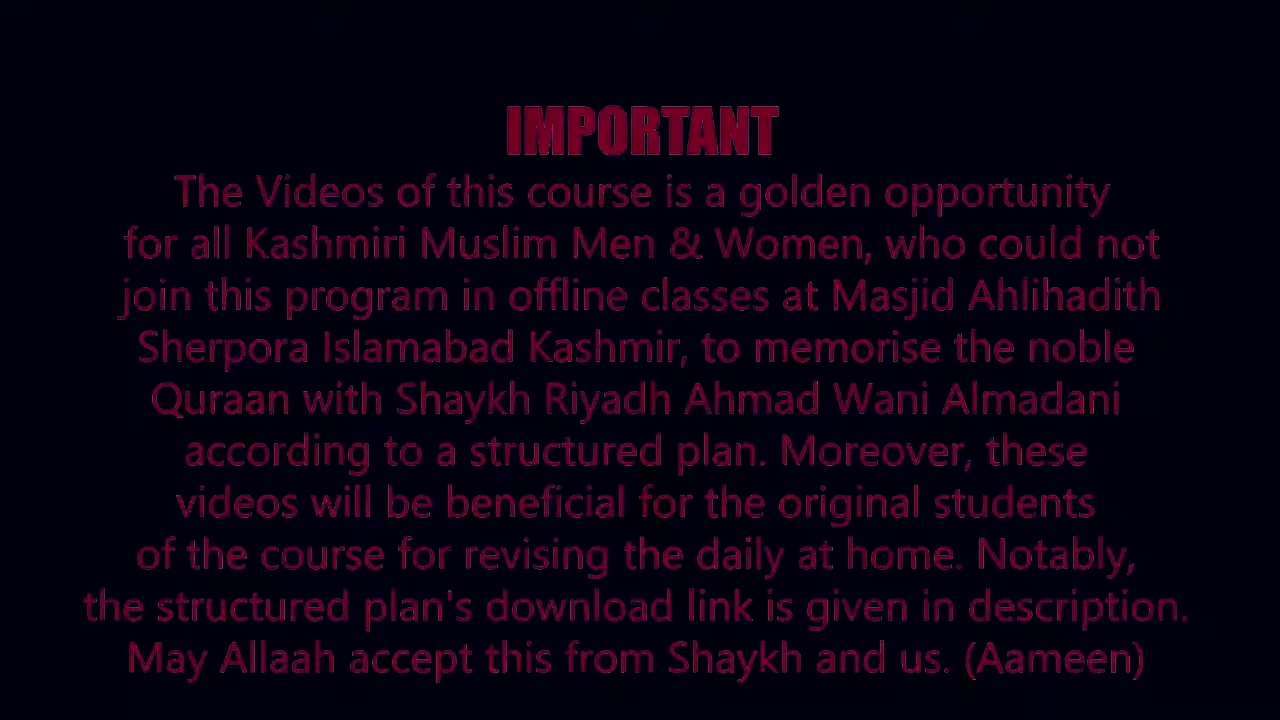 IMPORTANT
The Videos of this course is a golden opportunity
for all Kashmiri Muslim Men & Women, who could not
join this program in offline classes at Masjid Ahlihadith
Sherpora Islamabad Kashmir, to memorise the noble
Quraan with Shaykh Riyadh Ahmad Wani Almadani
according to a structured plan. Moreover, these
videos will be beneficial for the original students
of the course for revising the daily at home. Notably,
the structured plan's download link is given in description.
May Allaah accept this from Shaykh and us. (Aameen)